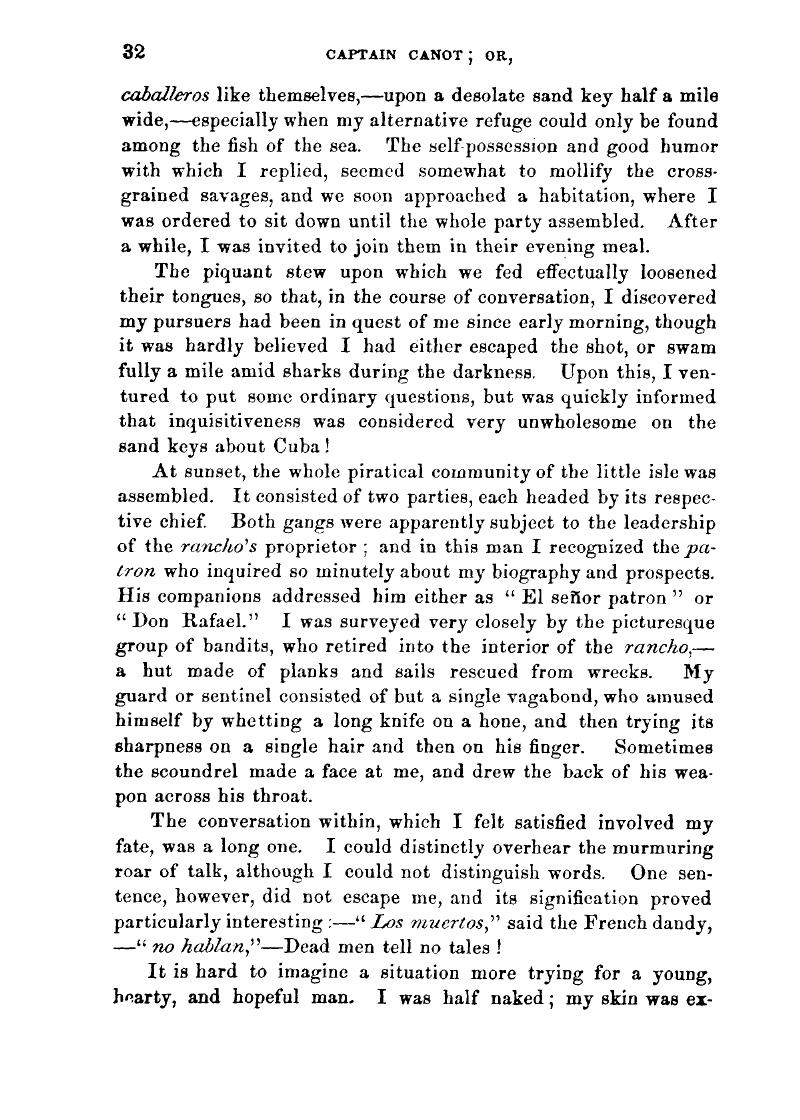 32 CAPTAIN CANOT; OR,
caballeros like themselves,—upon a desolate sand key half a mile
wide,—especially when my alternative refuge could only be found
among the fish of the sea. The self-possession and good humor
with which I replied, seemed somewhat to mollify the cross-
grained savages, and we soon approached a habitation, where I
was ordered to sit down until the whole party assembled. After
a while, I was invited to join them in their evening meal.
The piquant stew upon which we fed effectually loosened
their tongues, so that, in the course of conversation, I discovered
my pursuers had been in quest of me since early morning, though
it was hardly believed I had either escaped the shot, or swam
fully a mile amid sharks during the darkness. Upon this, I ven-
tured to put some ordinary questions, but was quickly informed
that inquisitiveness was considered very unwholesome on the
sand keys about Cuba!
At sunset, the whole piratical community of the little isle was
assembled. It consisted of two parties, each headed by its respec-
tive chief. Both gangs were apparently subject to the leadership
of the rancho's proprietor; and in this man I recognized the pa-
tron who inquired so minutely about my biography and prospects.
His companions addressed him either as "El señor patron" or
"Don Rafael." I was surveyed very closely by the picturesque
group of bandits, who retired into the interior of the rancho,—
a hut made of planks and sails rescued from wrecks. My
guard or sentinel consisted of but a single vagabond, who amused
himself by whetting a long knife on a hone, and then trying its
sharpness on a single hair and then on his finger. Sometimes
the scoundrel made a face at me, and drew the back of his wea-
pon across his throat.
The conversation within, which I felt satisfied involved my
fate, was a long one. I could distinctly overhear the murmuring
roar of talk, although I could not distinguish words. One sen-
tence, however, did not escape me, and its signification proved
particularly interesting:—"Los muertos," said the French dandy,
—"no hablan,"—Dead men tell no tales!
It is hard to imagine a situation more trying for a young,
hearty, and hopeful man. I was half naked; my skin was ex-